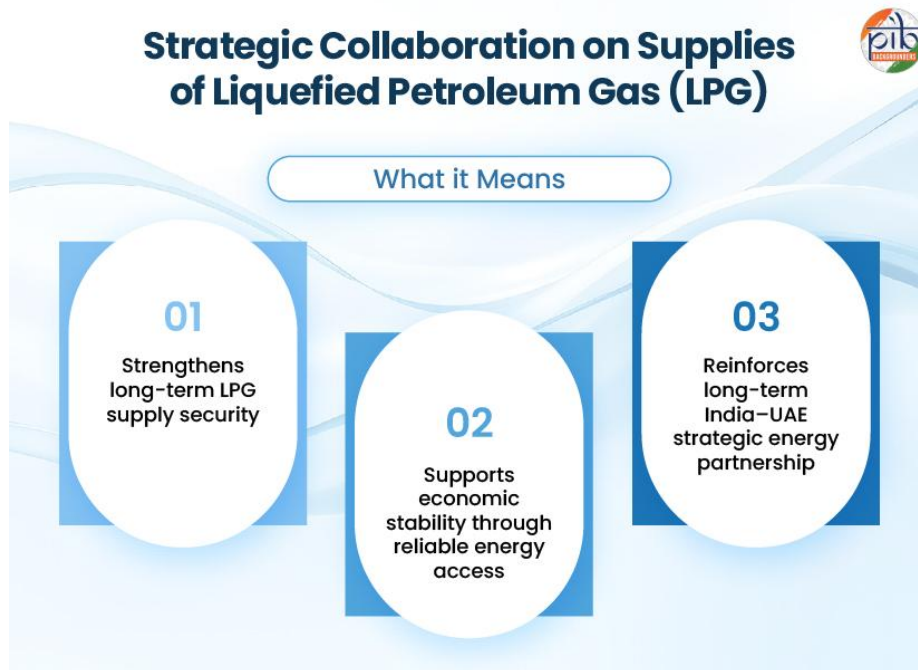 Strategic Collaboration on Supplies
of Liquefied Petroleum Gas (LPG)
pib
BACKGROUNDERS
What it Means
01
Strengthens
long-term LPG
supply security
02
Supports
economic
stability through
reliable energy
access
03
Reinforces
long-term
India–UAE
strategic energy
partnership